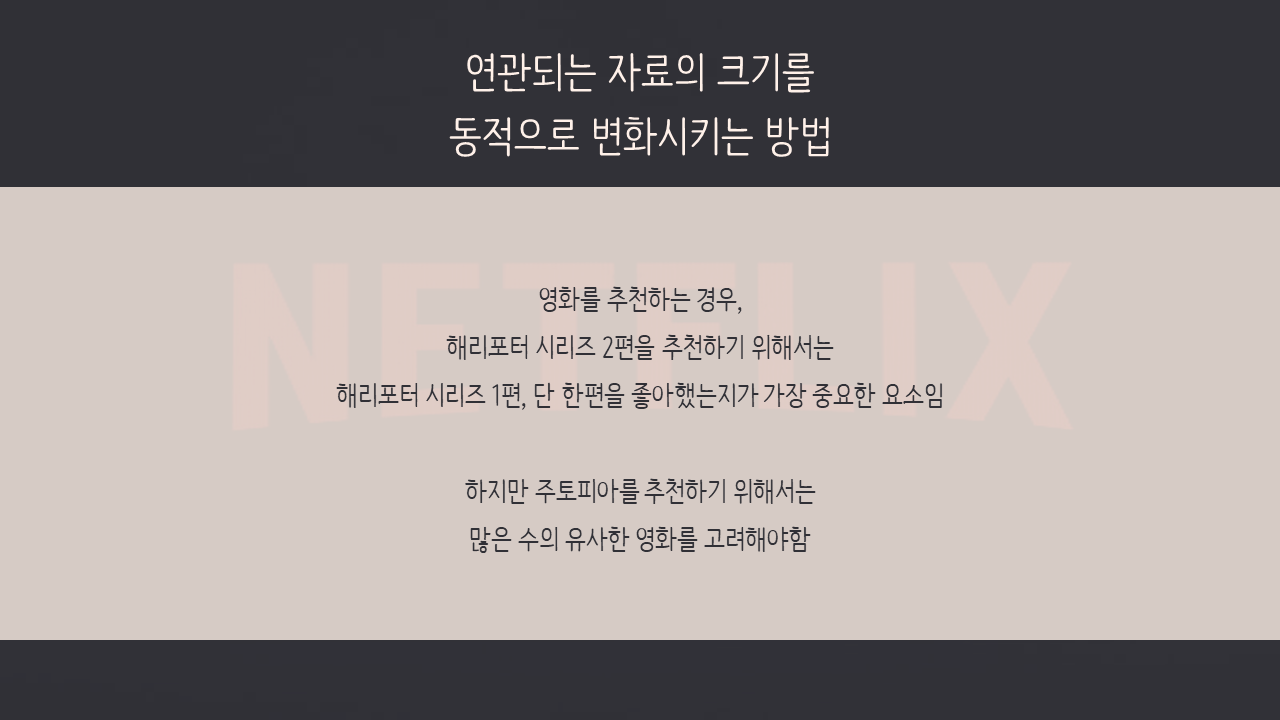 연관되는 자료의 크기를
동적으로 변화시키는 방법
NETFLIX
영화를 추천하는 경우,
해리포터 시리즈 2편을 추천하기 위해서는
해리포터 시리즈 1편, 단 한편을 좋아했는지가 가장 중요한 요소임
하지만 주토피아를 추천하기 위해서는
많은 수의 유사한 영화를 고려해야함